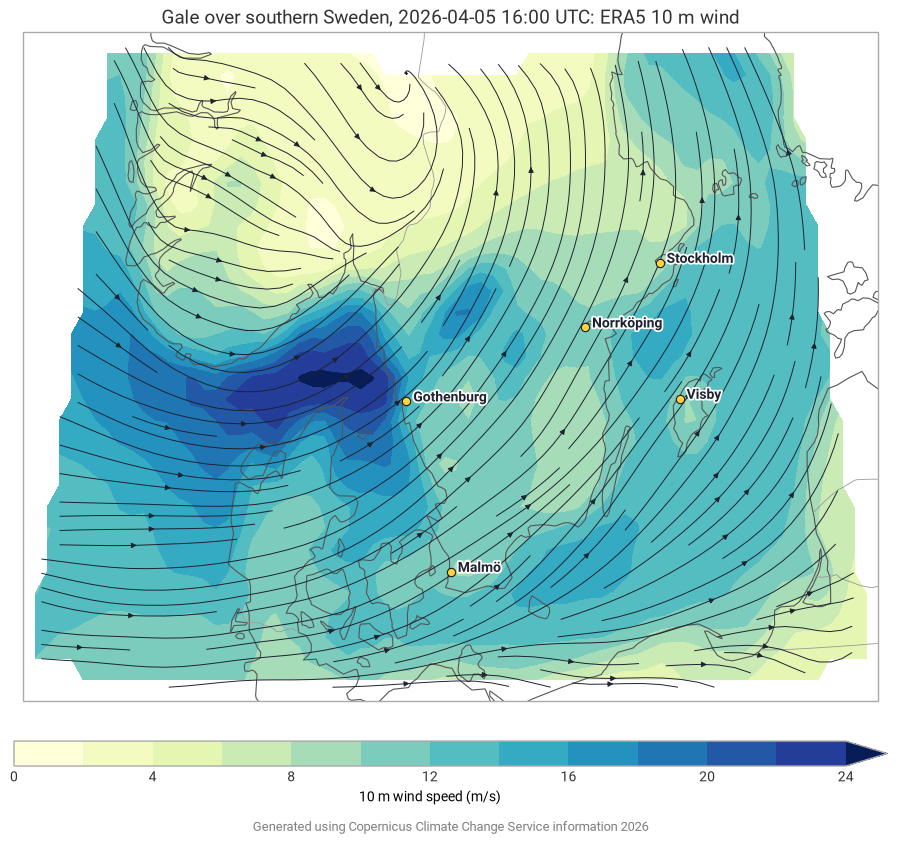 Gale over southern Sweden, 2026-04-05 16:00 UTC: ERA5 10 m wind
Stockholm
Norrköping
Visby
Gothenburg
Malmö
0 4 8 12 16 20 24
10 m wind speed (m/s)
Generated using Copernicus Climate Change Service information 2026